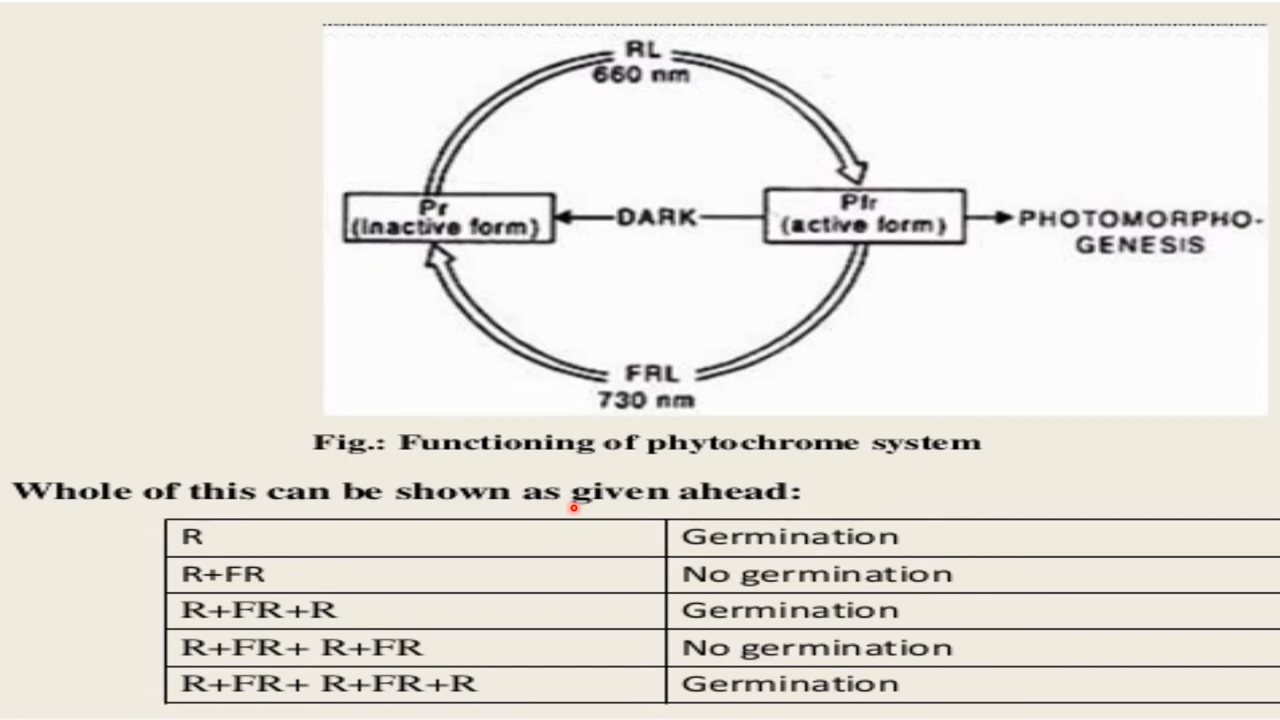 RL
660 nm
Pr
(inactive form)
DARK
Pfr
(active form)
PHOTOMORPHO-
GENESIS
FRL
730 nm
Fig.: Functioning of phytochrome system
Whole of this can be shown as given ahead:
R Germination
R+FR No germination
R+FR+R Germination
R+FR+ R+FR No germination
R+FR+ R+FR+R Germination